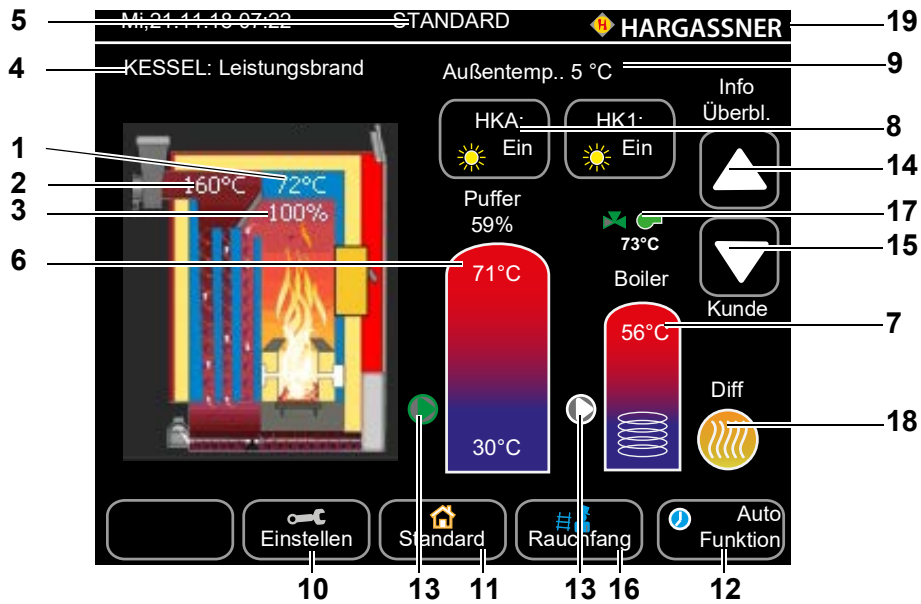 5 Mi,21.11.18 07:22 STANDARD H HARGASSNER 19
4 KESSEL: Leistungsbrand Außentemp.. 5 °C 9
Info
Überbl.
HKA: HK1: 8
Ein Ein
1
2 160°C 72°C 14
3 100%
Puffer
59%
17
73°C 15
6 71°C Boiler
Kunde
56°C 7
Diff
18
30°C
Einstellen Standard Rauchfang Auto
Funktion
10 13 11 13 16 12